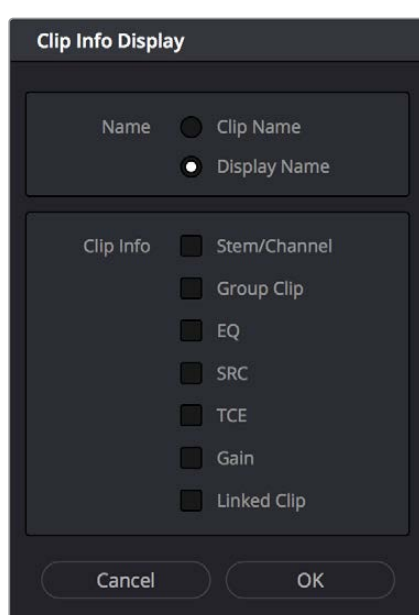 Clip Info Display
Name Clip Name
Display Name
Clip Info Stem/Channel
Group Clip
EQ
SRC
TCE
Gain
Linked Clip
Cancel OK